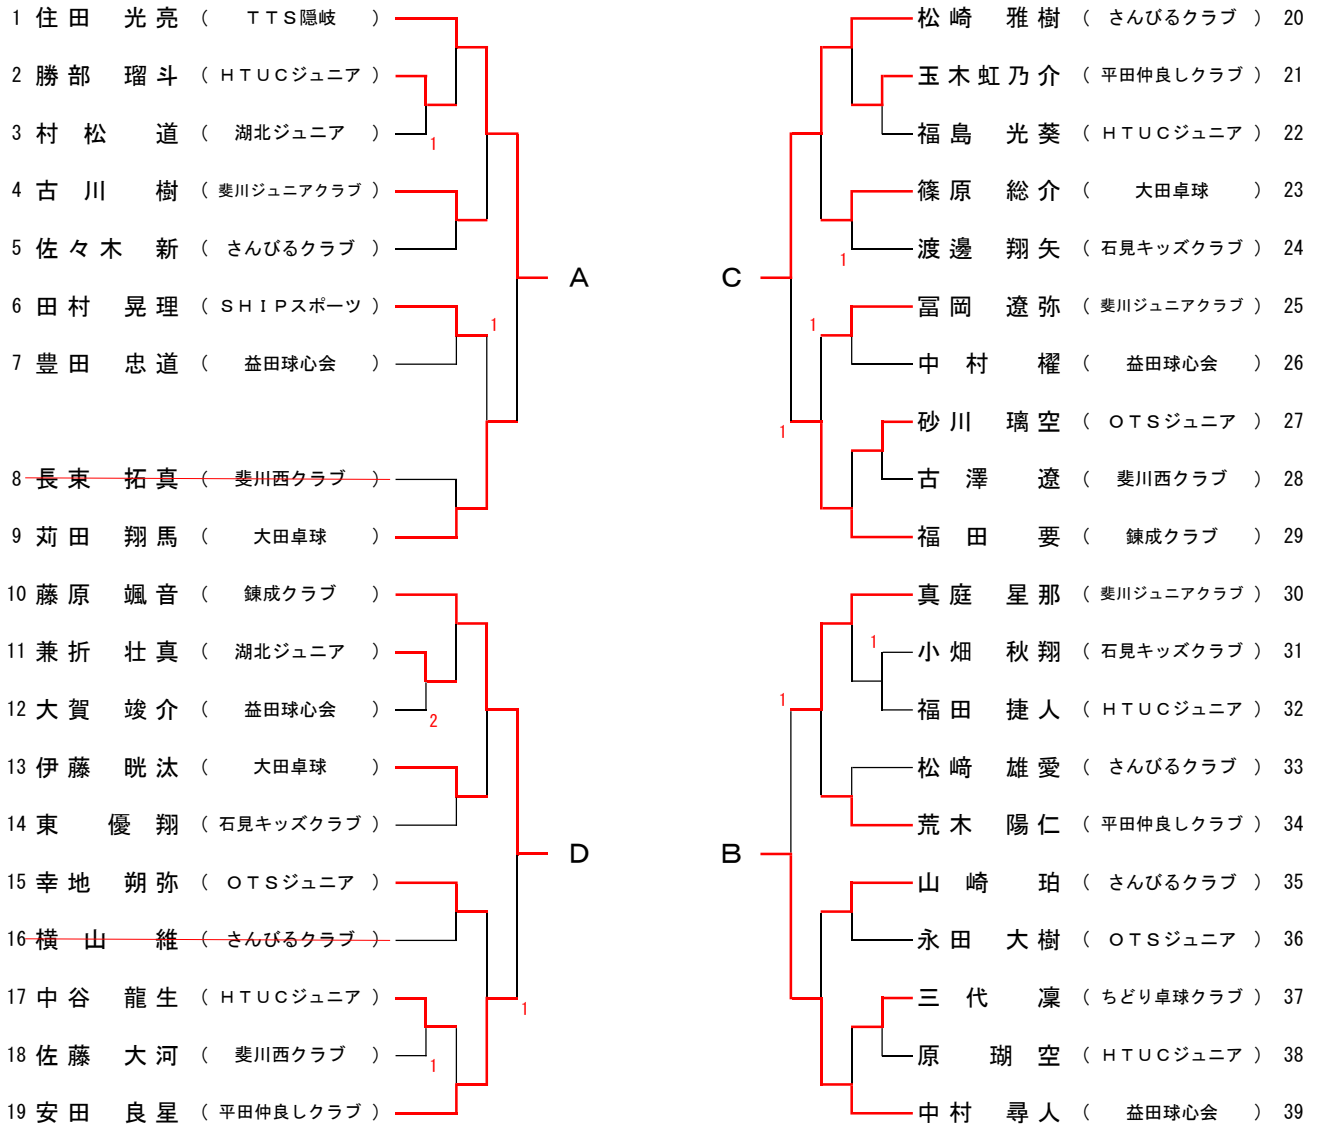 1 住田 光亮 ( TTS隠岐 )
2 勝部 瑠斗 ( HTUCジュニア )
3 村松 道 ( 湖北ジュニア )
1
4 古川 樹 ( 斐川ジュニアクラブ )
5 佐々木 新 ( さんびるクラブ )
A
6 田村 晃理 ( SHIPスポーツ )
1
7 豊田 忠道 ( 益田球心会 )
8 長束 拓真 ( 斐川西クラブ )
9 苅田 翔馬 ( 大田卓球 )
10 藤原 颯音 ( 錬成クラブ )
11 兼折 壮真 ( 湖北ジュニア )
12 大賀 竣介 ( 益田球心会 )
2
13 伊藤 晄汰 ( 大田卓球 )
14 東 優翔 ( 石見キッズクラブ )
D
15 幸地 朔弥 ( OTSジュニア )
16 横山 維 ( さんびるクラブ )
17 中谷 龍生 ( HTUCジュニア )
1
18 佐藤 大河 ( 斐川西クラブ )
1
19 安田 良星 ( 平田仲良しクラブ )
松崎 雅樹 ( さんびるクラブ ) 20
玉木虹乃介 ( 平田仲良しクラブ ) 21
福島 光葵 ( HTUCジュニア ) 22
篠原 総介 ( 大田卓球 ) 23
渡邊 翔矢 ( 石見キッズクラブ ) 24
1
C
冨岡 遼弥 ( 斐川ジュニアクラブ ) 25
1
中村 櫂 ( 益田球心会 ) 26
砂川 璃空 ( OTSジュニア ) 27
1
古澤 遼 ( 斐川西クラブ ) 28
福田 要 ( 錬成クラブ ) 29
真庭 星那 ( 斐川ジュニアクラブ ) 30
1
小畑 秋翔 ( 石見キッズクラブ ) 31
1
福田 捷人 ( HTUCジュニア ) 32
松﨑 雄愛 ( さんびるクラブ ) 33
荒木 陽仁 ( 平田仲良しクラブ ) 34
B
山崎 珀 ( さんびるクラブ ) 35
永田 大樹 ( OTSジュニア ) 36
三代 凜 ( ちどり卓球クラブ ) 37
原 瑚空 ( HTUCジュニア ) 38
中村 尋人 ( 益田球心会 ) 39